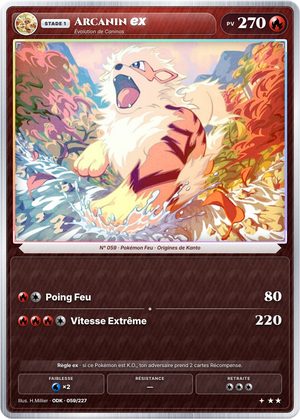 STADE 1 ARCANIN ex PV 270
Évolution de Caninos
N° 059 · Pokémon Feu · Origines de Kanto
Poing Feu 80
Vitesse Extrême 220
Règle ex - si ce Pokémon est K.O., ton adversaire prend 2 cartes Récompense.
FAIBLESSE RÉSISTANCE RETRAITE
×2 —
Illus. H.Millier · ODK · 059/227